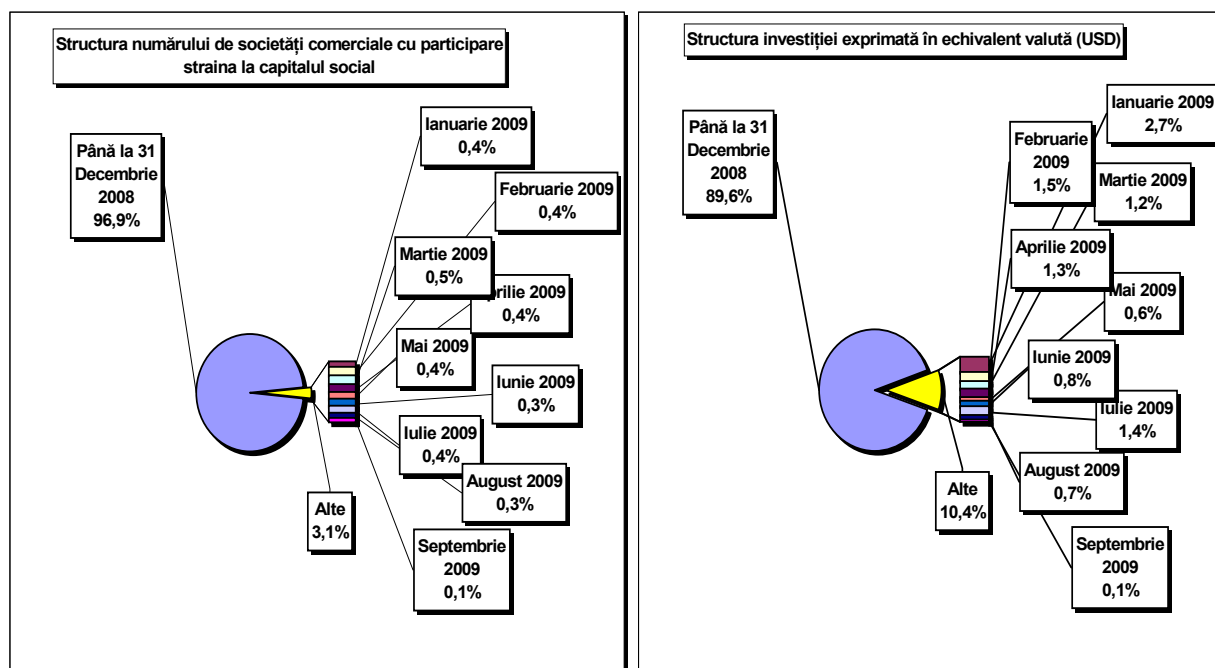 Structura numărului de societăți comerciale cu participare
straina la capitalul social
Până la 31
Decembrie
2008
96,9%
Ianuarie 2009
0,4%
Februarie 2009
0,4%
Martie 2009
0,5%
prilie 2009
0,4%
Mai 2009
0,4%
Iunie 2009
0,3%
Iulie 2009
0,4%
August 2009
0,3%
Alte
3,1%
Septembrie
2009
0,1%
Structura investiției exprimată în echivalent valută (USD)
Până la 31
Decembrie
2008
89,6%
Ianuarie 2009
2,7%
Februarie
2009
1,5%
Martie 2009
1,2%
Aprilie 2009
1,3%
Mai 2009
0,6%
Iunie 2009
0,8%
Iulie 2009
1,4%
August 2009
0,7%
Alte
10,4%
Septembrie
2009
0,1%